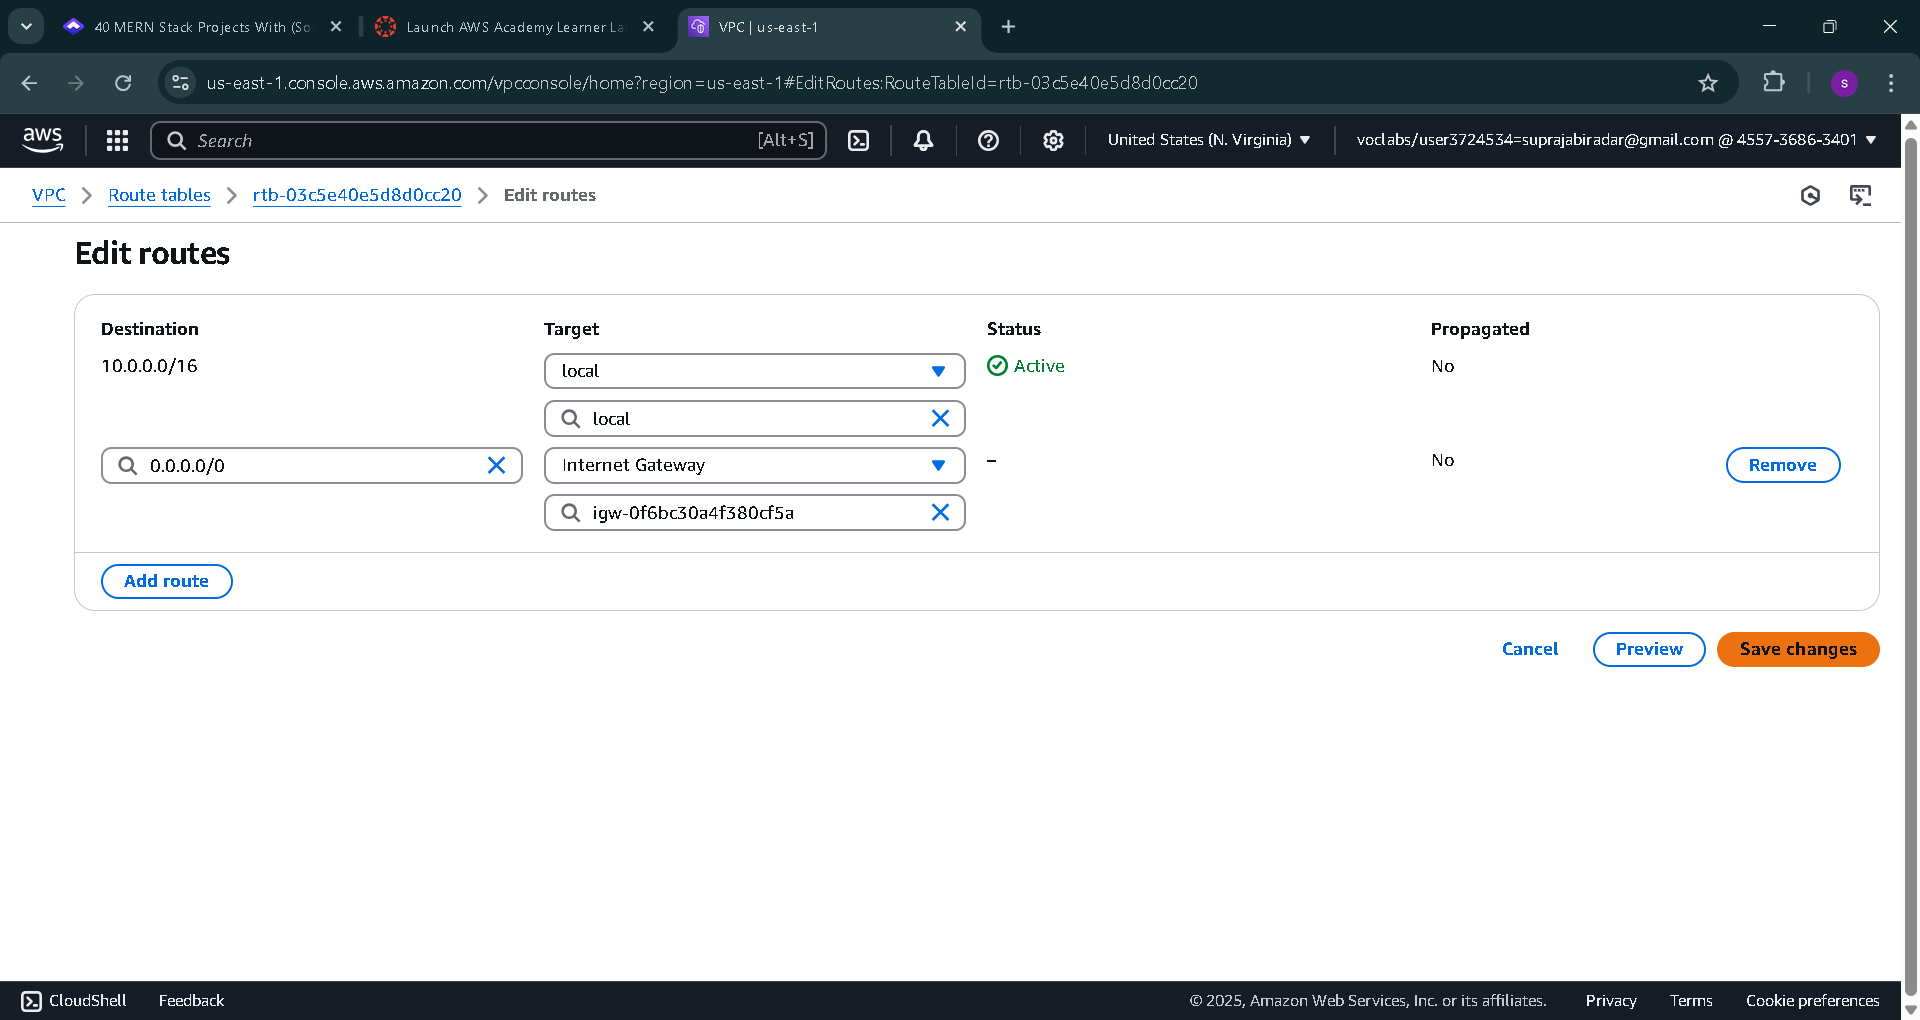 40 MERN Stack Projects With (So
Launch AWS Academy Learner La
VPC | us-east-1
us-east-1.console.aws.amazon.com/vpcconsole/home?region=us-east-1#EditRoutes:RouteTableId=rtb-03c5e40e5d8d0cc20
s
aws
Search
[Alt+S]
United States (N. Virginia)
voclabs/user3724534=suprajabiradar@gmail.com @ 4557-3686-3401
VPC
Route tables
rtb-03c5e40e5d8d0cc20
Edit routes
Edit routes
Destination
Target
Status
Propagated
10.0.0.0/16
local
Active
No
local
0.0.0.0/0
Internet Gateway
–
No
Remove
igw-0f6bc30a4f380cf5a
Add route
Cancel
Preview
Save changes
CloudShell
Feedback
© 2025, Amazon Web Services, Inc. or its affiliates.
Privacy
Terms
Cookie preferences